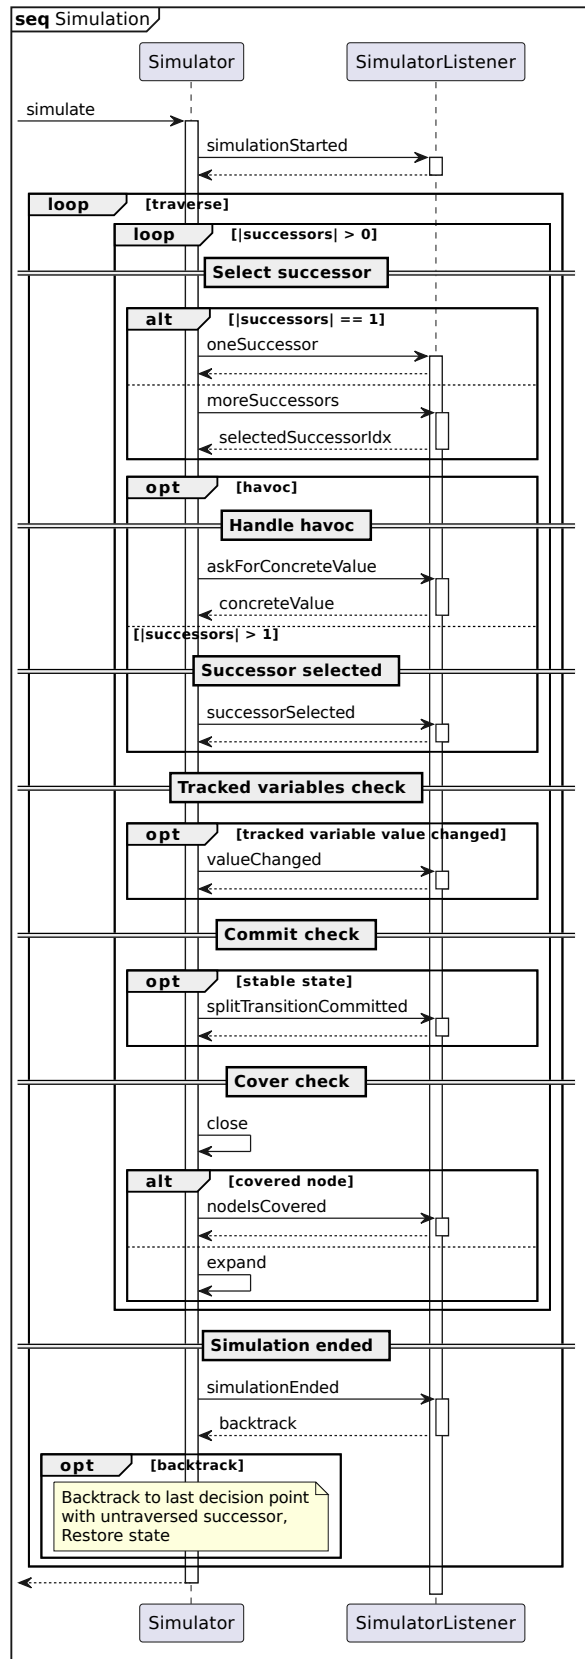 seq Simulation
Simulator
SimulatorListener
simulate
simulationStarted
loop
[traverse]
loop
[|successors| > 0]
Select successor
alt
[|successors| == 1]
oneSuccessor
moreSuccessors
selectedSuccessorIdx
opt
[havoc]
Handle havoc
askForConcreteValue
concreteValue
[|successors| > 1]
Successor selected
successorSelected
Tracked variables check
opt
[tracked variable value changed]
valueChanged
Commit check
opt
[stable state]
splitTransitionCommitted
Cover check
close
alt
[covered node]
nodeIsCovered
expand
Simulation ended
simulationEnded
backtrack
opt
[backtrack]
Backtrack to last decision point
with untraversed successor,
Restore state
Simulator
SimulatorListener